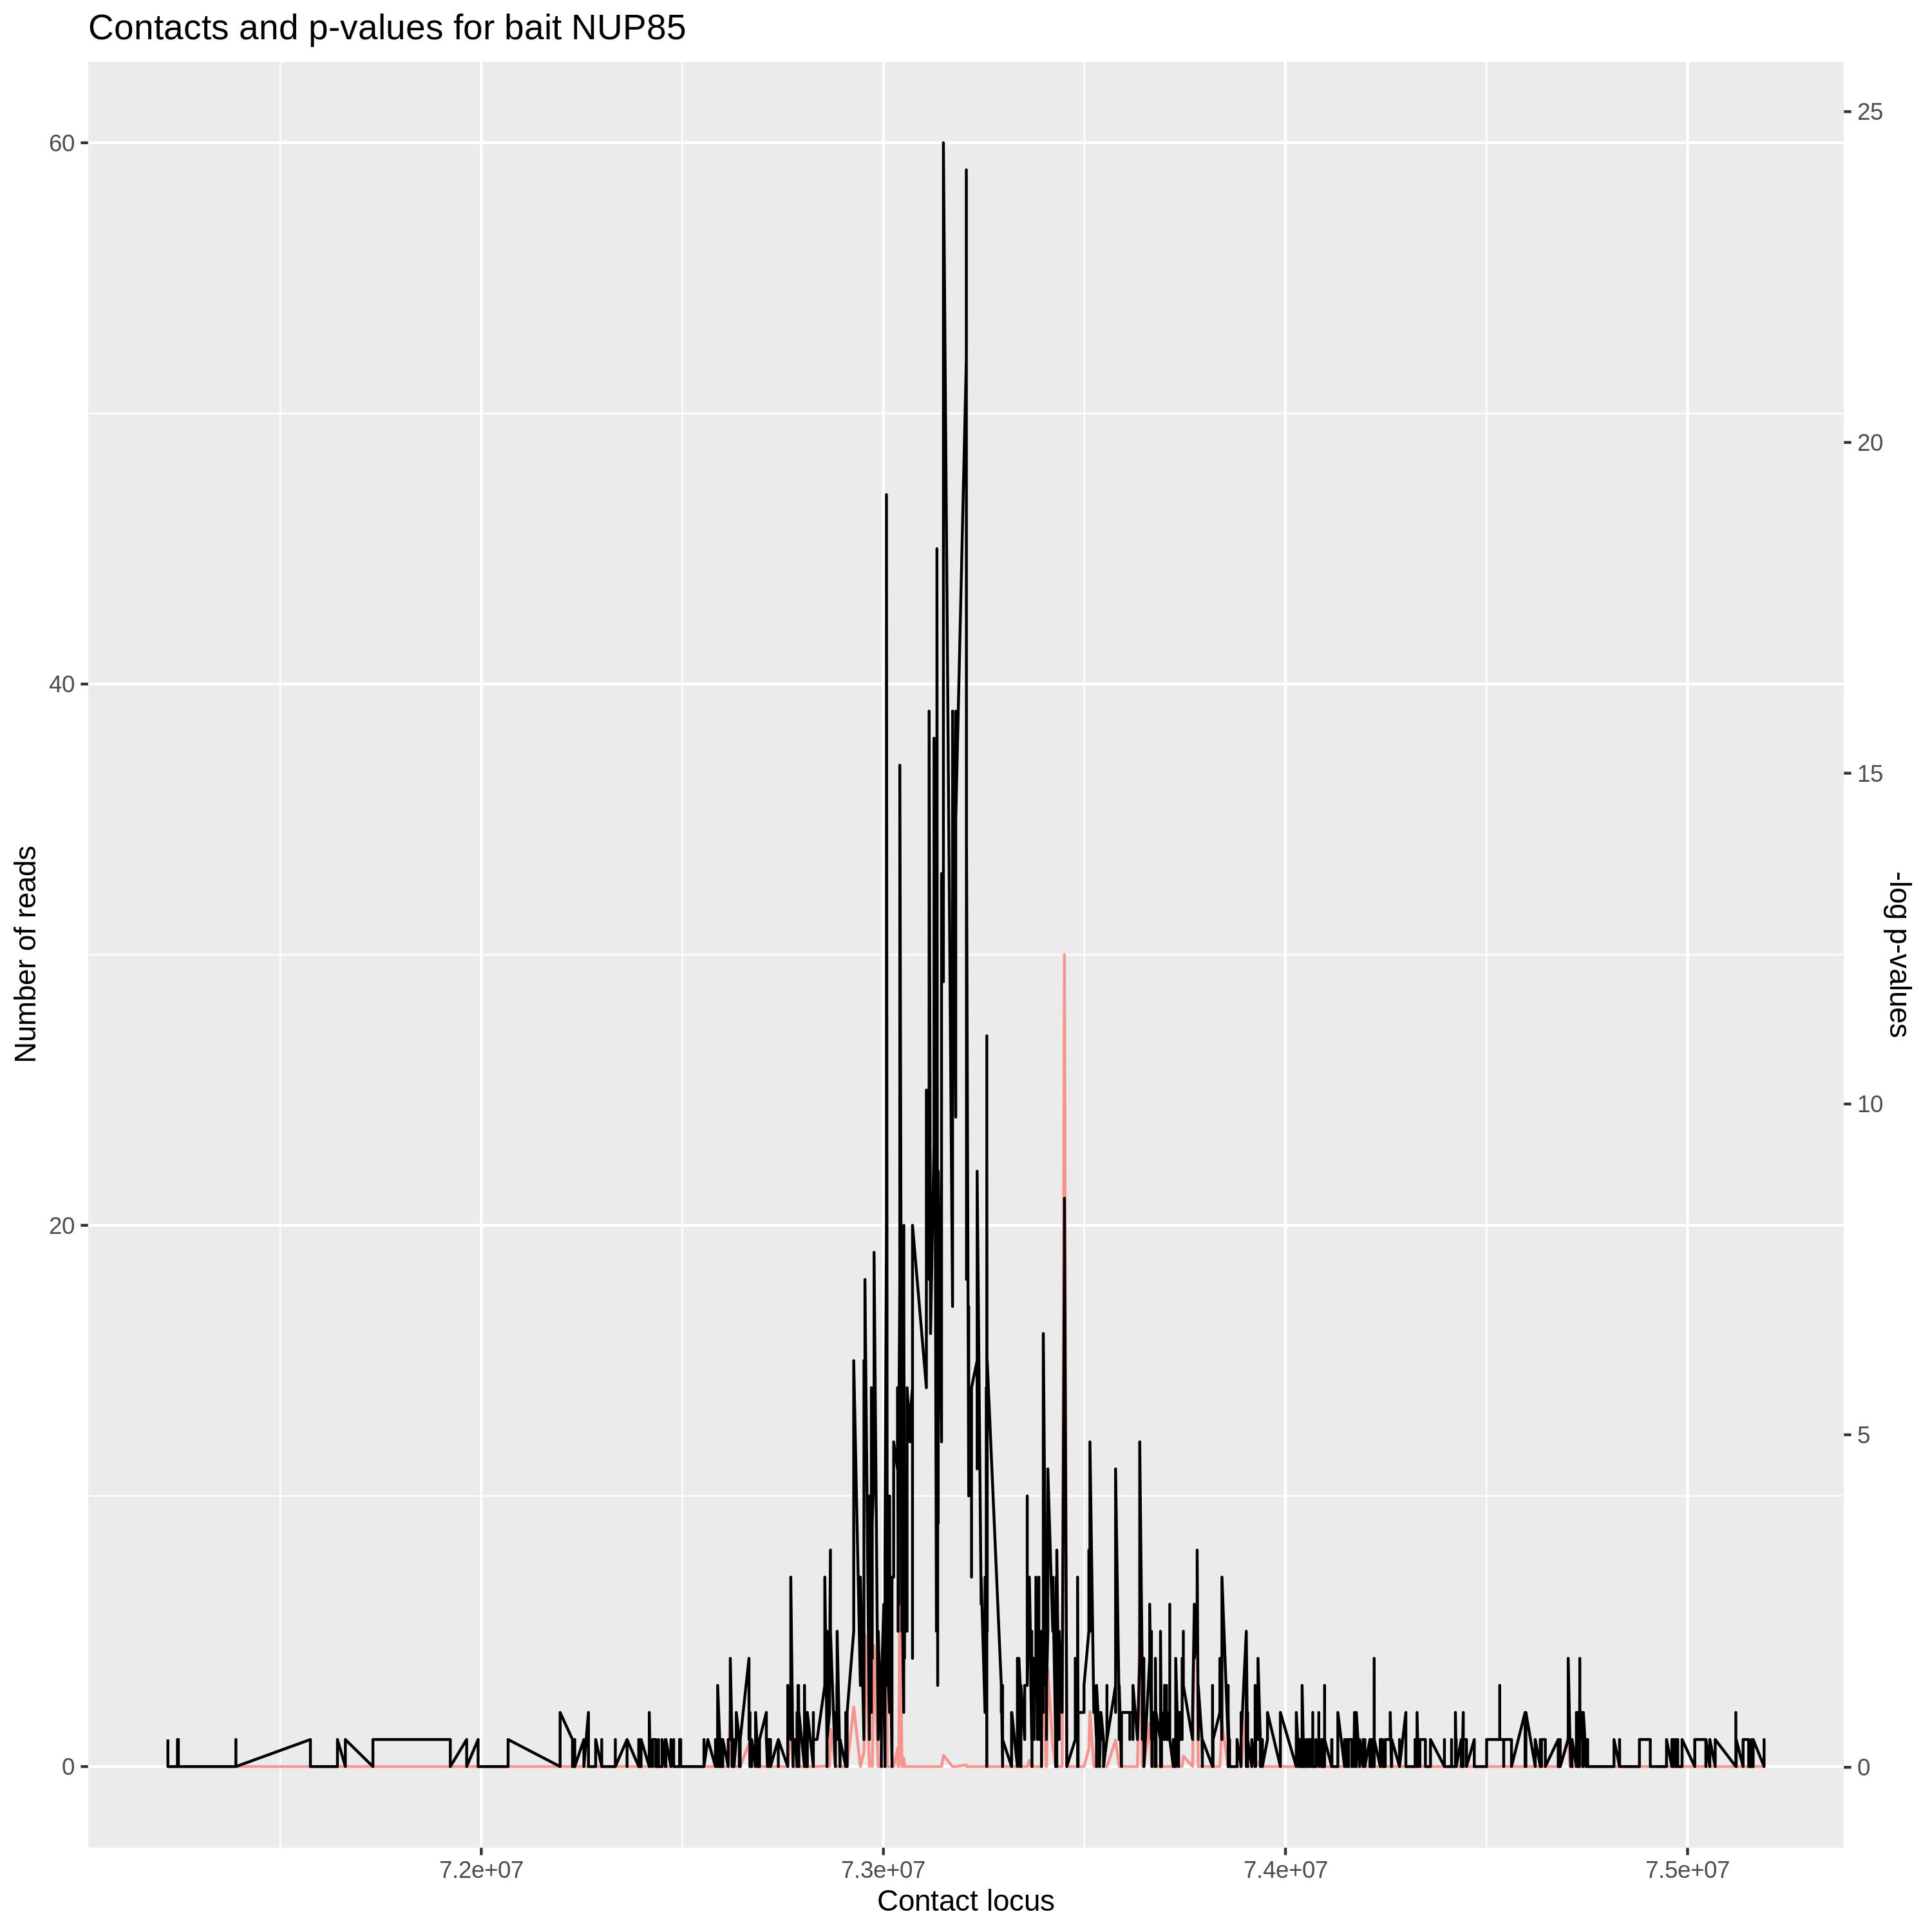 Contacts and p-values for bait NUP85
60
40
20
0
Number of reads
25
20
15
10
5
0
-log p-values
7.2e+07
7.3e+07
7.4e+07
7.5e+07
Contact locus